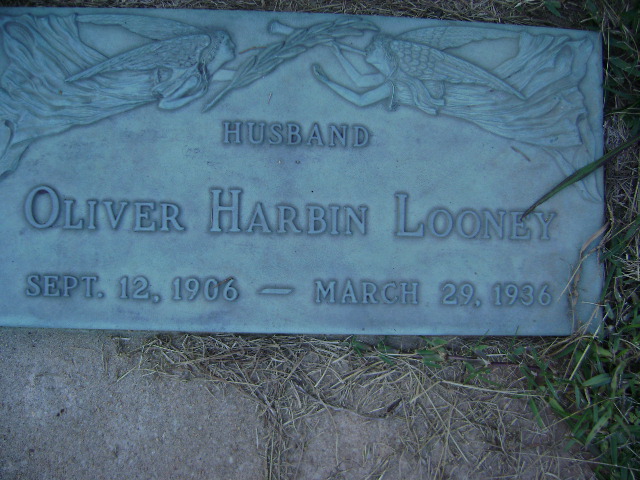 HUSBAND
OLIVER HARBIN LOONEY
SEPT. 12, 1906 — MARCH 29, 1936